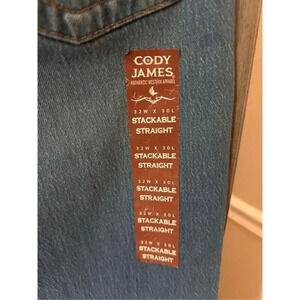 CODY
JAMES
AUTHENTIC WESTERN APPAREL
32W X 30L
STACKABLE
STRAIGHT
32W X 30L
STACKABLE
STRAIGHT
32W X 30L
STACKABLE
STRAIGHT
32W X 30L
STACKABLE
STRAIGHT
32W X 30L
STACKABLE
STRAIGHT